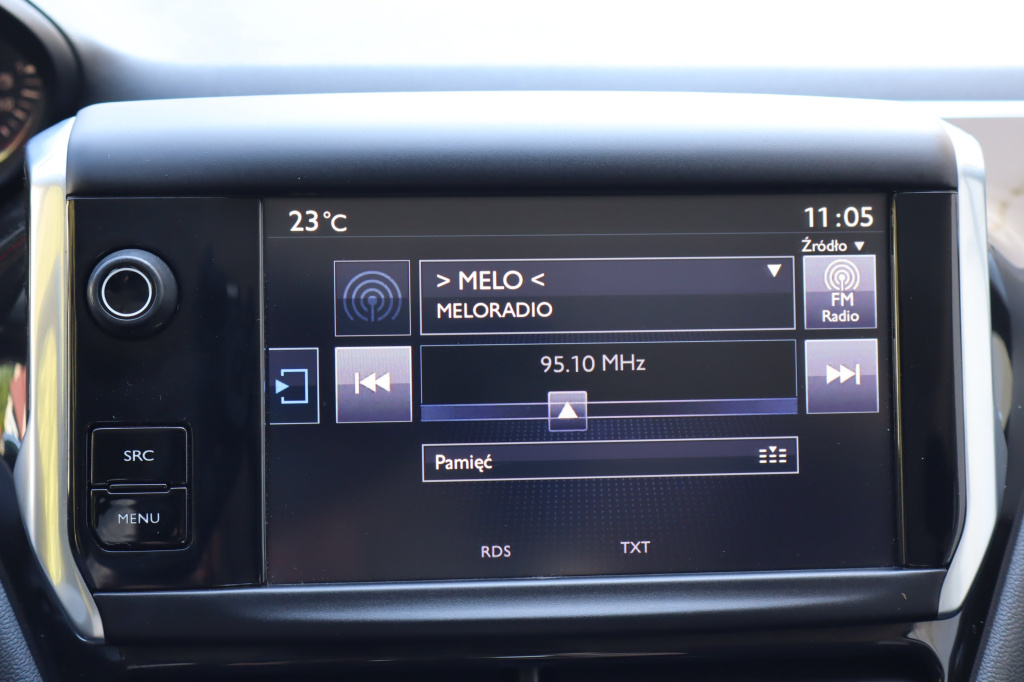 23°C
11:05
Źródło ▼
> MELO <
MELORADIO
FM
Radio
95.10 MHz
Pamięć
SRC
MENU
RDS
TXT